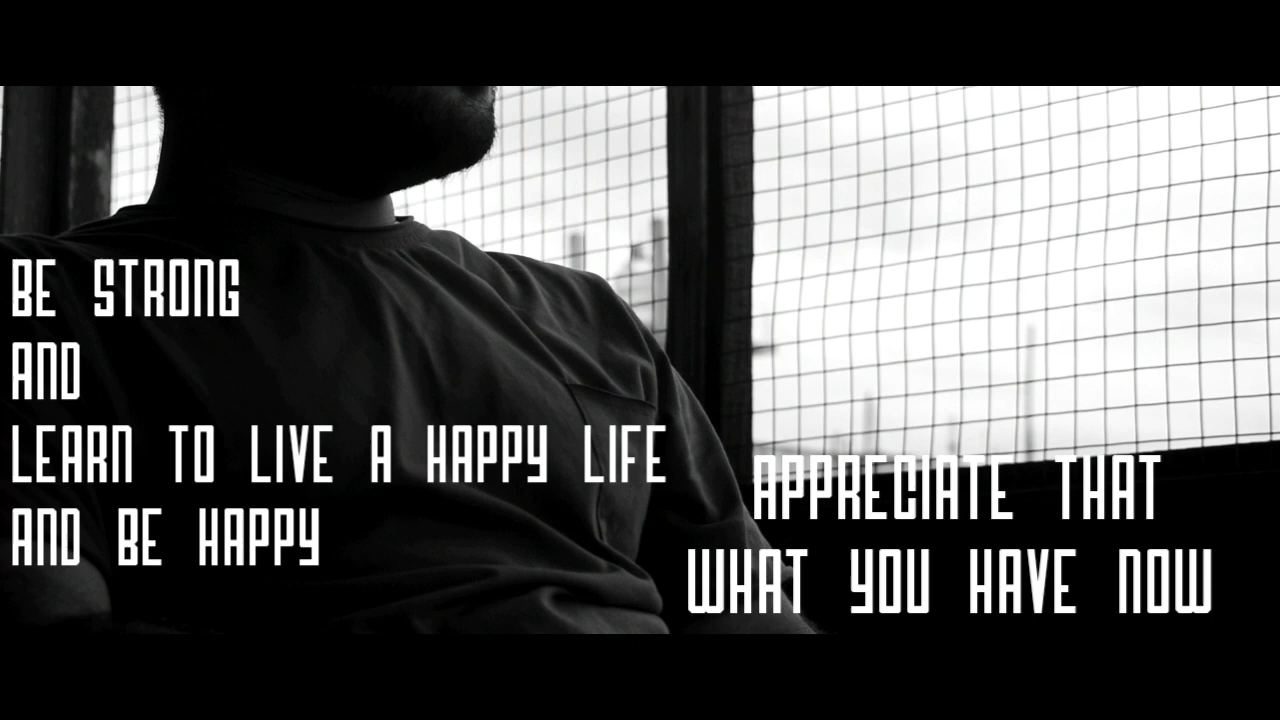 BE STRONG
AND
LEARN TO LIVE A HAPPY LIFE
AND BE HAPPY
APPRECIATE THAT
WHAT YOU HAVE NOW